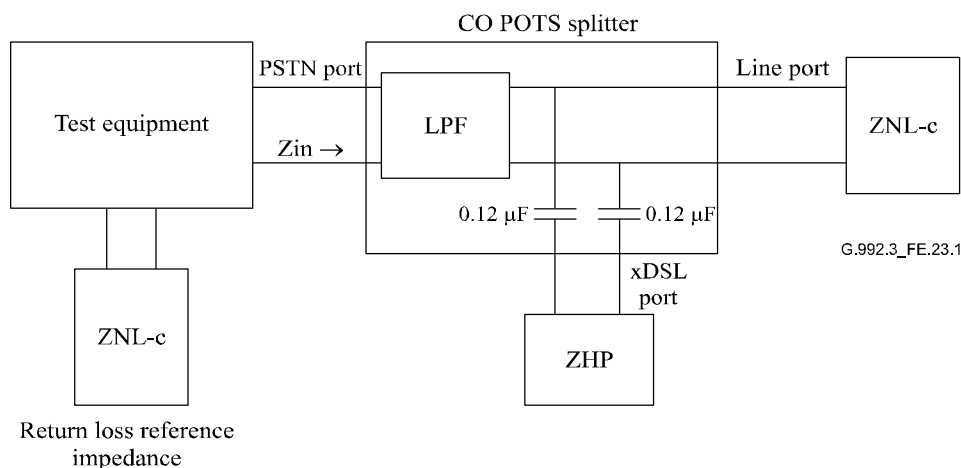 CO POTS splitter
PSTN port
Line port
Test equipment
LPF
ZNL-c
Zin →
0.12 µF
0.12 µF
G.992.3_FE.23.1
xDSL
port
ZNL-c
ZHP
Return loss reference
impedance